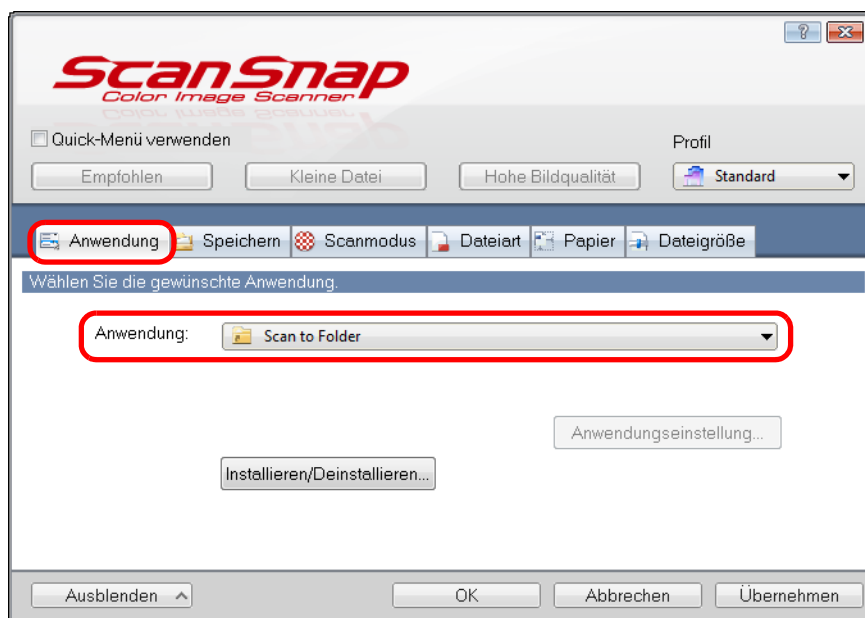 ScanSnap
Color Image Scanner
Quick-Menü verwenden
Profil
Empfohlen Kleine Datei Hohe Bildqualität Standard
Anwendung Speichern Scanmodus Dateiart Papier Dateigröße
Wählen Sie die gewünschte Anwendung.
Anwendung: Scan to Folder
Anwendungseinstellung...
Installieren/Deinstallieren...
Ausblenden OK Abbrechen Übernehmen